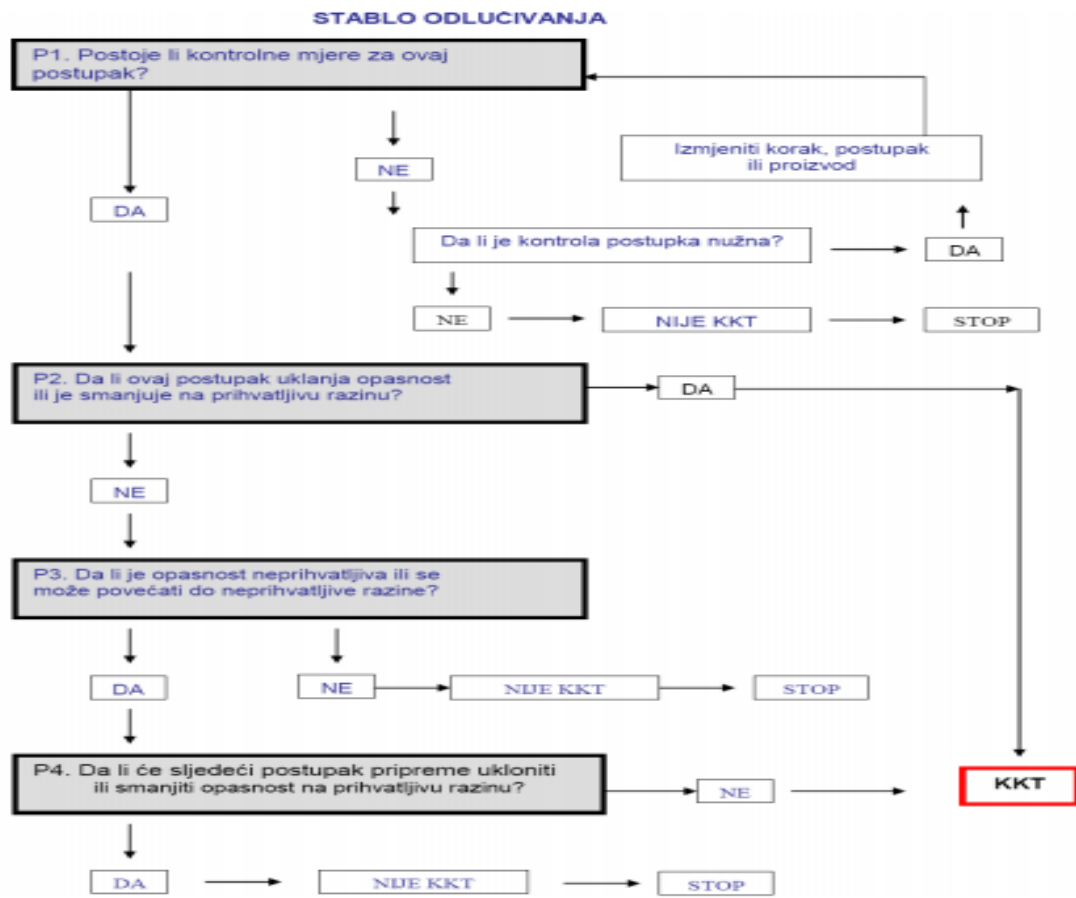 STABLO ODLUČIVANJA
P1. Postoje li kontrolne mjere za ovaj
postupak?
Izmjeniti korak, postupak
ili proizvod
NE
DA
Da li je kontrola postupka nužna?
DA
NE
NIJE KKT
STOP
P2. Da li ovaj postupak uklanja opasnost
ili je smanjuje na prihvatljivu razinu?
DA
NE
P3. Da li je opasnost neprihvatljiva ili se
može povećati do neprihvatljive razine?
DA
NE
NIJE KKT
STOP
P4. Da li će sljedeći postupak pripreme ukloniti
ili smanjiti opasnost na prihvatljivu razinu?
NE
KKT
DA
NIJE KKT
STOP